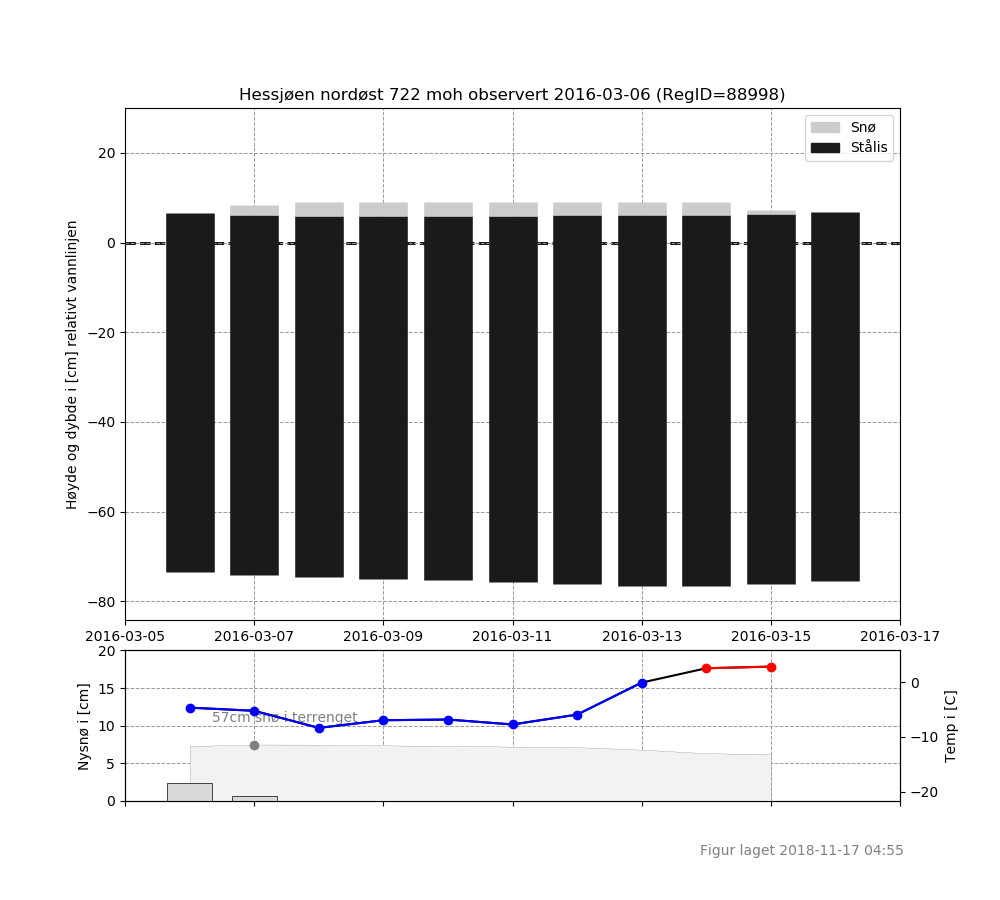 Hessjøen nordøst 722 moh observert 2016-03-06 (RegID=88998)
Snø
Stålis
Høyde og dybde i [cm] relativt vannlinjen
20
0
−20
−40
−60
−80
2016-03-05 2016-03-07 2016-03-09 2016-03-11 2016-03-13 2016-03-15 2016-03-17
Nysnø i [cm]
20
15
10
5
0
57cm snø i terrenget
0
−10
−20
Temp i [C]
Figur laget 2018-11-17 04:55